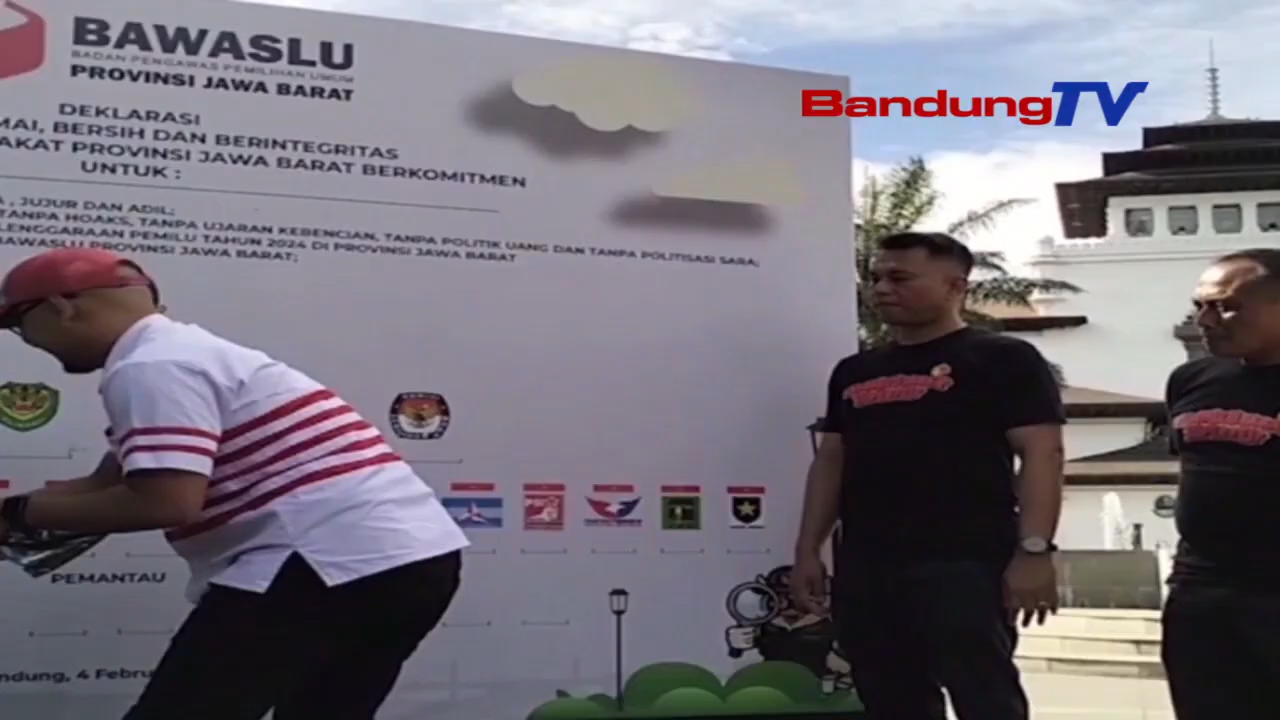 BAWASLU
BADAN PENGAWAS PEMILIHAN UMUM
PROVINSI JAWA BARAT
BandungTV
DEKLARASI
MAI, BERSIH DAN BERINTEGRITAS
AKAT PROVINSI JAWA BARAT BERKOMITMEN
UNTUK :
, JUJUR DAN ADIL;
TANPA HOAKS, TANPA UJARAN KEBENCIAN, TANPA POLITIK UANG DAN TANPA POLITISASI SARA;
LENGGARAAN PEMILU TAHUN 2024 DI PROVINSI JAWA BARAT
BAWASLU PROVINSI JAWA BARAT;
PEMANTAU
ndung, 4 Febru